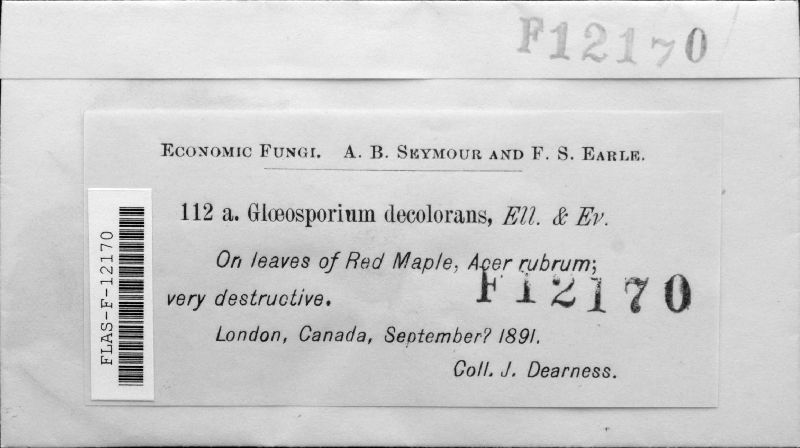 F12170
ECONOMIC FUNGI. A. B. SEYMOUR AND F. S. EARLE.
112 a. Glœosporium decolorans, Ell. & Ev.
On leaves of Red Maple, Acer rubrum;
very destructive.
F12170
London, Canada, September? 1891.
Coll. J. Dearness.
FLAS-F-12170